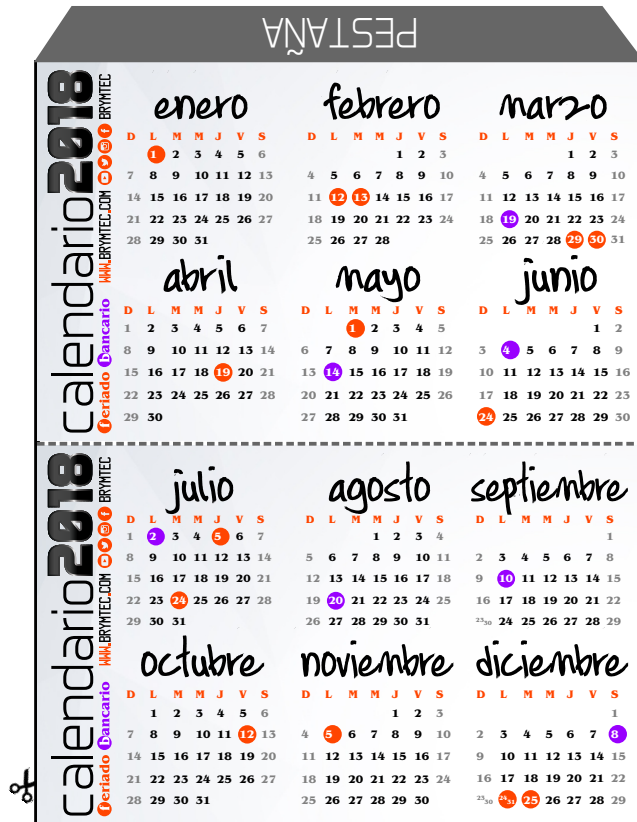 PESTAÑA
calendario2018
feriado bancario WWW.BRYMTEC.COM BRYMTEC
enero
D L M M J V S
1 2 3 4 5 6
7 8 9 10 11 12 13
14 15 16 17 18 19 20
21 22 23 24 25 26 27
28 29 30 31
febrero
D L M M J V S
1 2 3
4 5 6 7 8 9 10
11 12 13 14 15 16 17
18 19 20 21 22 23 24
25 26 27 28
marzo
D L M M J V S
1 2 3
4 5 6 7 8 9 10
11 12 13 14 15 16 17
18 19 20 21 22 23 24
25 26 27 28 29 30 31
abril
D L M M J V S
1 2 3 4 5 6 7
8 9 10 11 12 13 14
15 16 17 18 19 20 21
22 23 24 25 26 27 28
29 30
mayo
D L M M J V S
1 2 3 4 5
6 7 8 9 10 11 12
13 14 15 16 17 18 19
20 21 22 23 24 25 26
27 28 29 30 31
junio
D L M M J V S
1 2
3 4 5 6 7 8 9
10 11 12 13 14 15 16
17 18 19 20 21 22 23
24 25 26 27 28 29 30
calendario2018
feriado bancario WWW.BRYMTEC.COM BRYMTEC
julio
D L M M J V S
1 2 3 4 5 6 7
8 9 10 11 12 13 14
15 16 17 18 19 20 21
22 23 24 25 26 27 28
29 30 31
agosto
D L M M J V S
1 2 3 4
5 6 7 8 9 10 11
12 13 14 15 16 17 18
19 20 21 22 23 24 25
26 27 28 29 30 31
septiembre
D L M M J V S
1
2 3 4 5 6 7 8
9 10 11 12 13 14 15
16 17 18 19 20 21 22
23 30 24 25 26 27 28 29
octubre
D L M M J V S
1 2 3 4 5 6
7 8 9 10 11 12 13
14 15 16 17 18 19 20
21 22 23 24 25 26 27
28 29 30 31
noviembre
D L M M J V S
1 2 3
4 5 6 7 8 9 10
11 12 13 14 15 16 17
18 19 20 21 22 23 24
25 26 27 28 29 30
diciembre
D L M M J V S
1
2 3 4 5 6 7 8
9 10 11 12 13 14 15
16 17 18 19 20 21 22
23 30 24 31 25 26 27 28 29